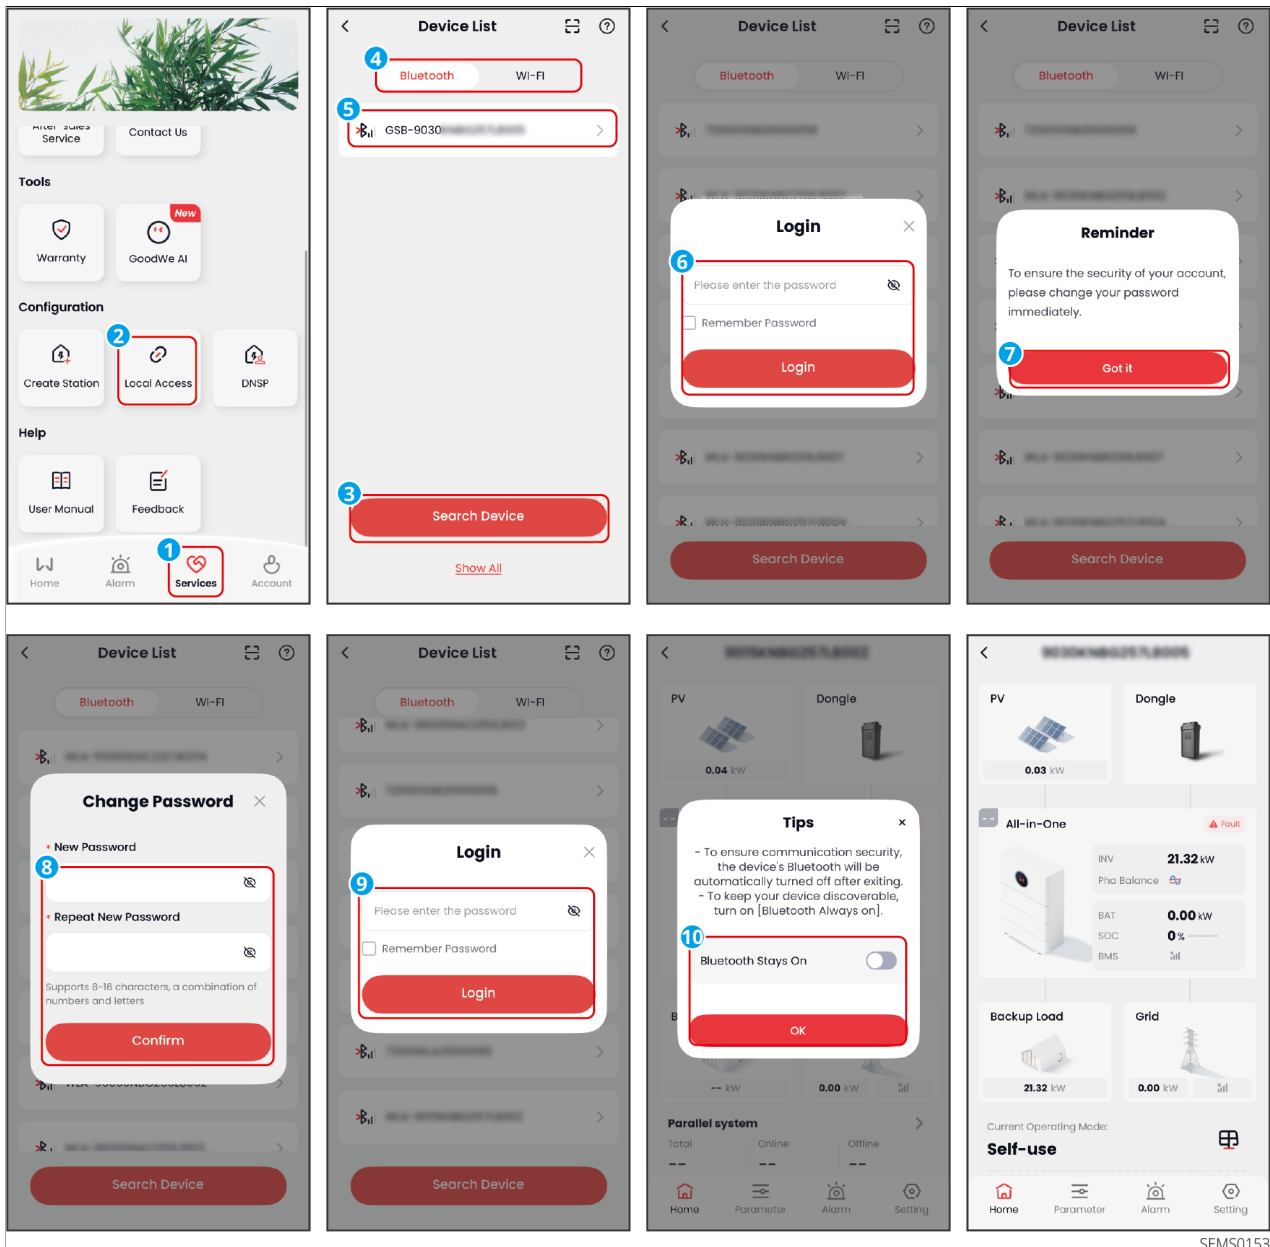 After-sales
Service
Contact Us
Tools
New
Warranty
GoodWe AI
Configuration
2
Create Station
Local Access
DNSP
Help
User Manual
Feedback
1
Home
Alarm
Services
Account
Device List
4
Bluetooth
WI-FI
5
GSB-9030
3
Search Device
Show All
Device List
Bluetooth
WI-FI
Login
6
Please enter the password
Remember Password
Login
Search Device
Device List
Bluetooth
WI-FI
Reminder
To ensure the security of your account,
please change your password
immediately.
7
Got it
Search Device
Device List
Bluetooth
WI-FI
Change Password
* New Password
8
* Repeat New Password
Supports 8-16 characters, a combination of
numbers and letters
Confirm
Search Device
Device List
Bluetooth
WI-FI
Login
9
Please enter the password
Remember Password
Login
Search Device
PV
Dongle
0.04 kW
--
Tips
- To ensure communication security,
the device's Bluetooth will be
automatically turned off after exiting.
- To keep your device discoverable,
turn on [Bluetooth Always on].
10
Bluetooth Stays On
OK
-- kW
0.00 kW
Parallel system
Total
Online
Offline
--
--
--
Home
Parameter
Alarm
Setting
PV
Dongle
0.03 kW
--
All-in-One
Fault
INV
21.32 kW
Pha Balance
BAT
0.00 kW
SOC
0 %
BMS
Backup Load
Grid
21.32 kW
0.00 kW
Current Operating Mode:
Self-use
Home
Parameter
Alarm
Setting
SEMS0153